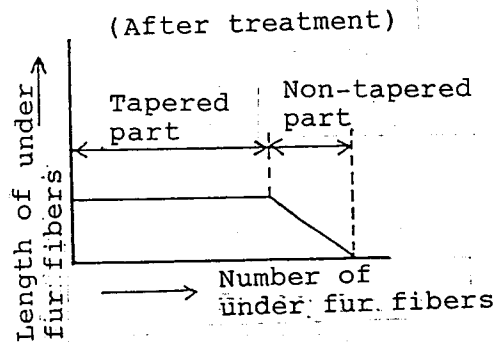 (After treatment)
Tapered part
Non-tapered part
Length of under fur fibers
Number of under fur fibers